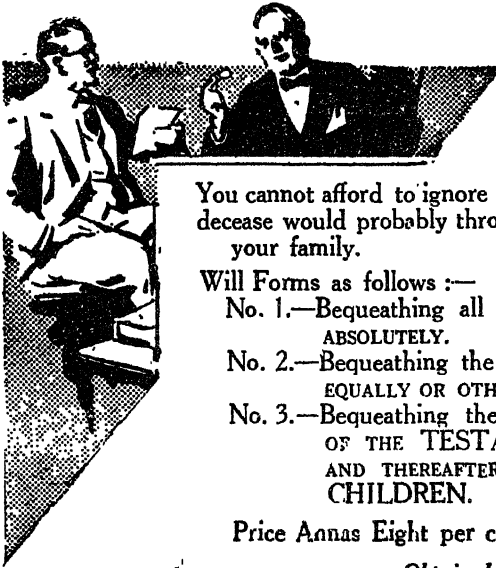 You cannot afford to ignore
decease would probably thro
your family.
Will Forms as follows :—
No. 1.—Bequeathing all
ABSOLUTELY.
No. 2.—Bequeathing the
EQUALLY OR OTH
No. 3.—Bequeathing the
OF THE TESTA
AND THEREAFTER
CHILDREN.
Price Annas Eight per c